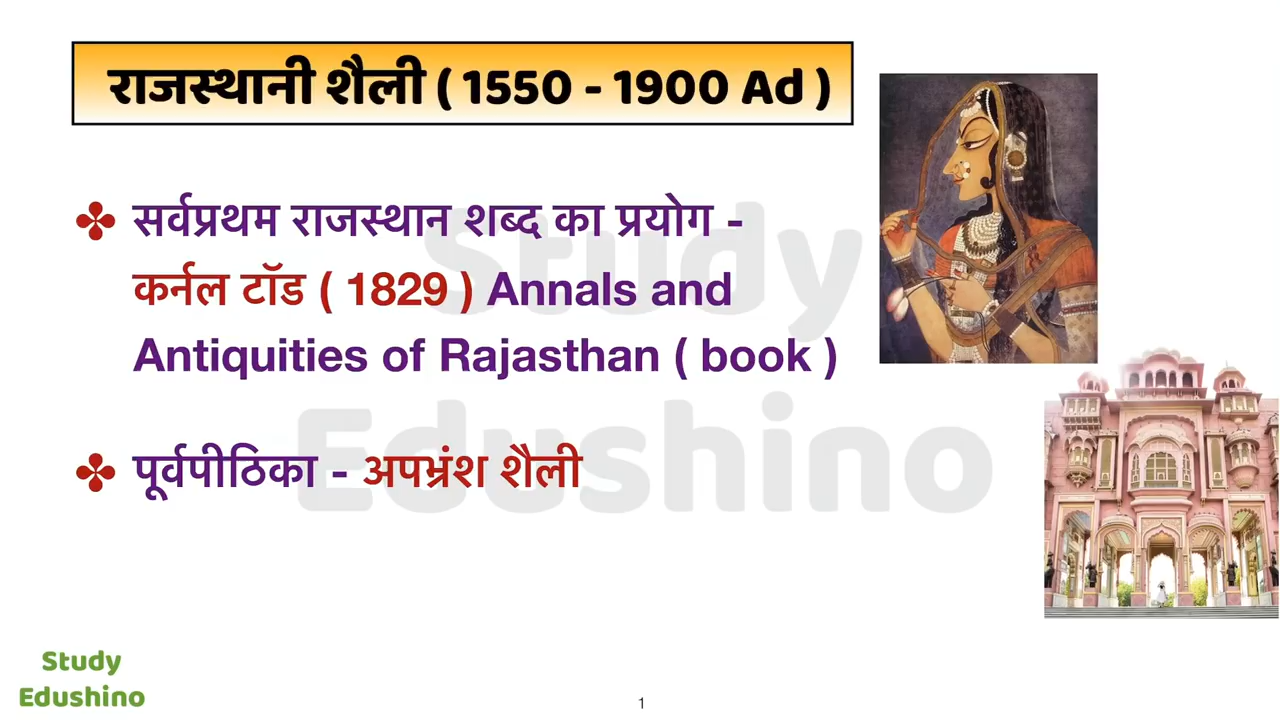 राजस्थानी शैली ( 1550 - 1900 Ad )
सर्वप्रथम राजस्थान शब्द का प्रयोग -
कर्नल टॉड ( 1829 ) Annals and
Antiquities of Rajasthan ( book )
पूर्वपीठिका - अपभ्रंश शैली
Study
Edushino
Study
Edushino
1